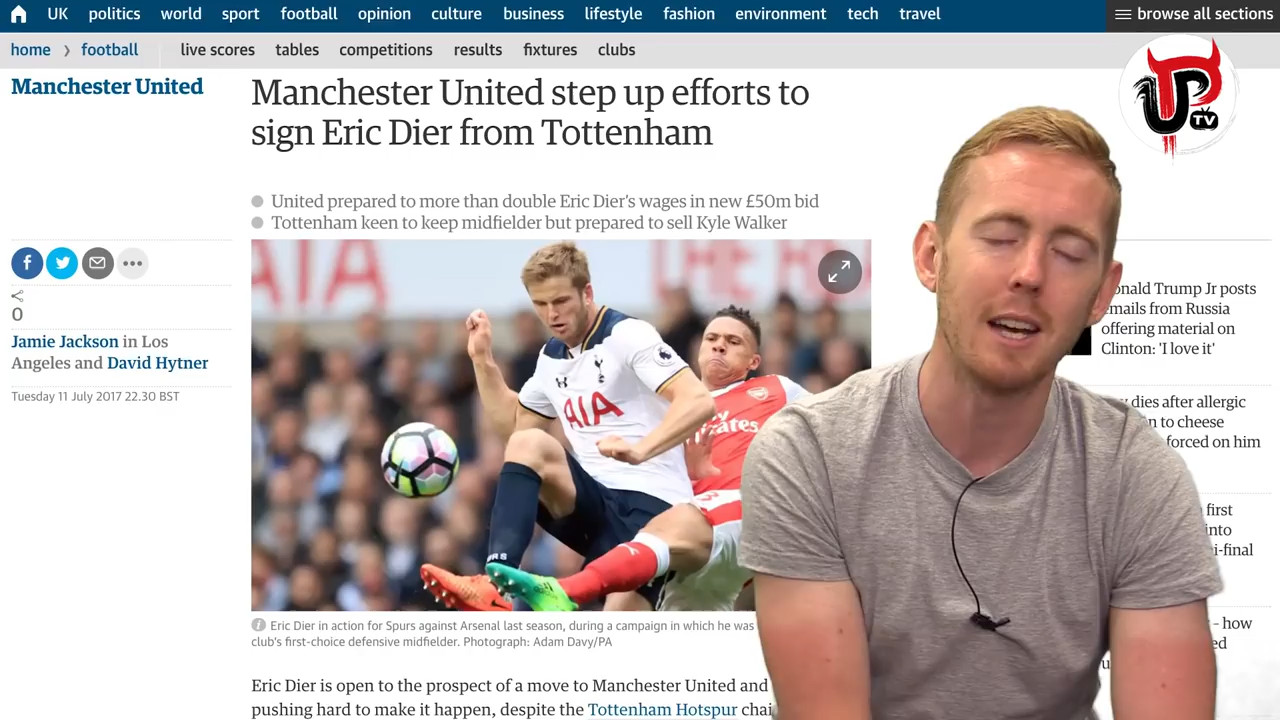 UK politics world sport football opinion culture business lifestyle fashion environment tech travel browse all sections
home football live scores tables competitions results fixtures clubs
Manchester United
Manchester United step up efforts to
sign Eric Dier from Tottenham
United prepared to more than double Eric Dier's wages in new £50m bid
Tottenham keen to keep midfielder but prepared to sell Kyle Walker
0
Jamie Jackson in Los
Angeles and David Hytner
Tuesday 11 July 2017 22.30 BST
AIA
AIA
Eric Dier in action for Spurs against Arsenal last season, during a campaign in which he was
club's first-choice defensive midfielder. Photograph: Adam Davy/PA
Eric Dier is open to the prospect of a move to Manchester United and
pushing hard to make it happen, despite the Tottenham Hotspur
UP
TV
Trump Jr posts
from Russia
offering material on
Clinton: 'I love it'
dies after allergic
to cheese
forced on him
first
into
how